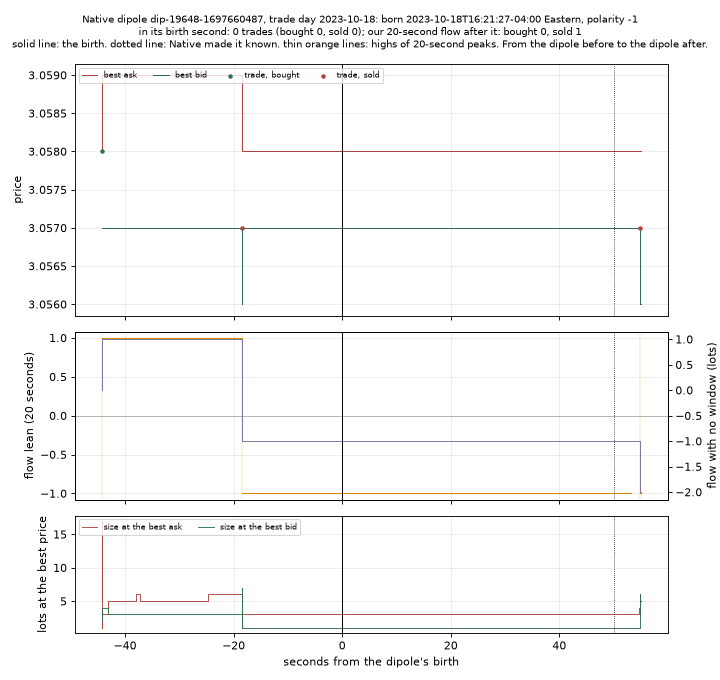 Native dipole dip-19648-1697660487, trade day 2023-10-18: born 2023-10-18T16:21:27-04:00 Eastern, polarity -1
in its birth second: 0 trades (bought 0, sold 0); our 20-second flow after it: bought 0, sold 1
solid line: the birth. dotted line: Native made it known. thin orange lines: highs of 20-second peaks. From the dipole before to the dipole after.
best ask best bid trade, bought trade, sold
3.0590
3.0585
3.0580
3.0575
3.0570
3.0565
3.0560
price
1.0
0.5
0.0
−0.5
−1.0
flow lean (20 seconds)
1.0
0.5
0.0
−0.5
−1.0
−1.5
−2.0
flow with no window (lots)
size at the best ask size at the best bid
15
10
5
lots at the best price
−40 −20 0 20 40
seconds from the dipole's birth